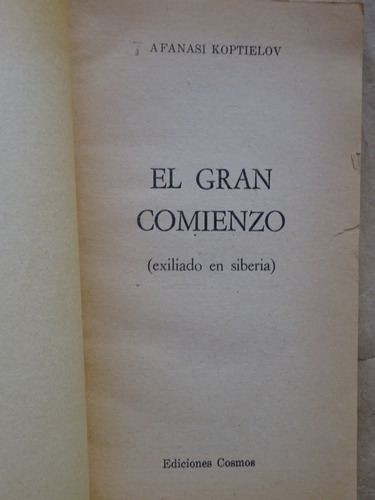 AFANASI KOPTIELOV
EL GRAN
COMIENZO
(exiliado en siberia)
Ediciones Cosmos